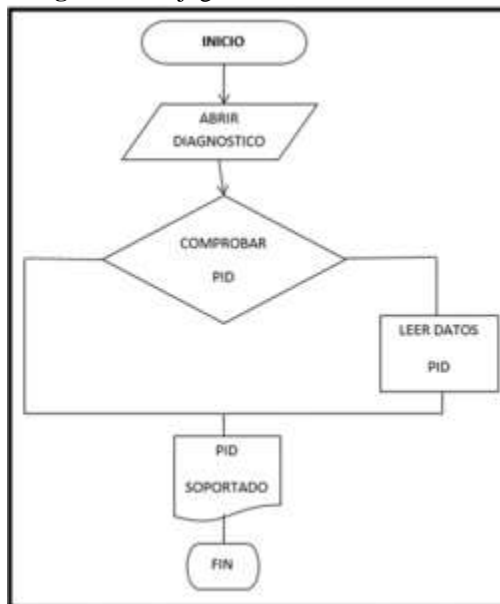 INICIO
ABRIR
DIAGNOSTICO
COMPROBAR
PID
LEER DATOS
PID
PID
SOPORTADO
FIN